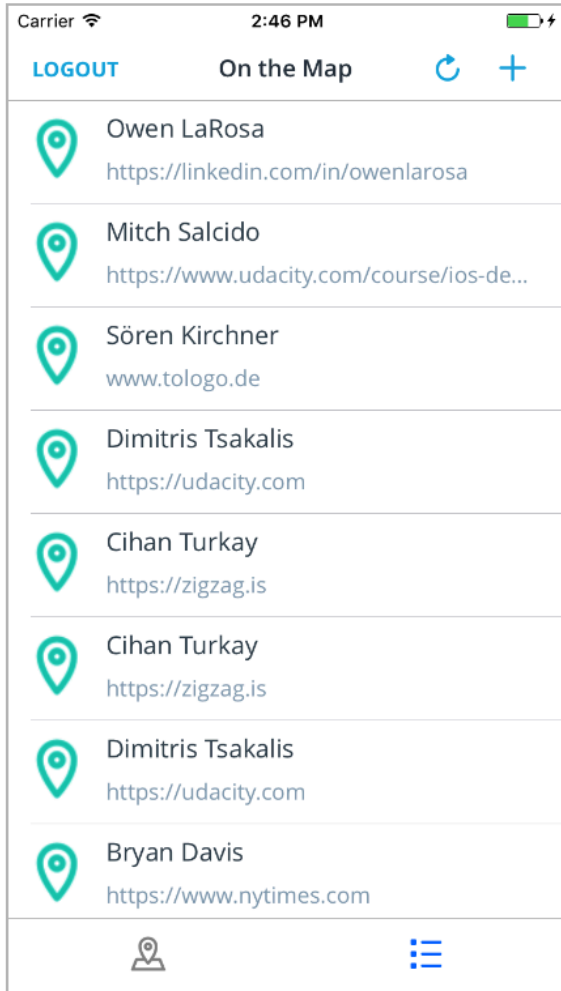 Carrier 2:46 PM
LOGOUT On the Map
Owen LaRosa
https://linkedin.com/in/owenlarosa
Mitch Salcido
https://www.udacity.com/course/ios-de...
Sören Kirchner
www.tologo.de
Dimitris Tsakalis
https://udacity.com
Cihan Turkay
https://zigzag.is
Cihan Turkay
https://zigzag.is
Dimitris Tsakalis
https://udacity.com
Bryan Davis
https://www.nytimes.com